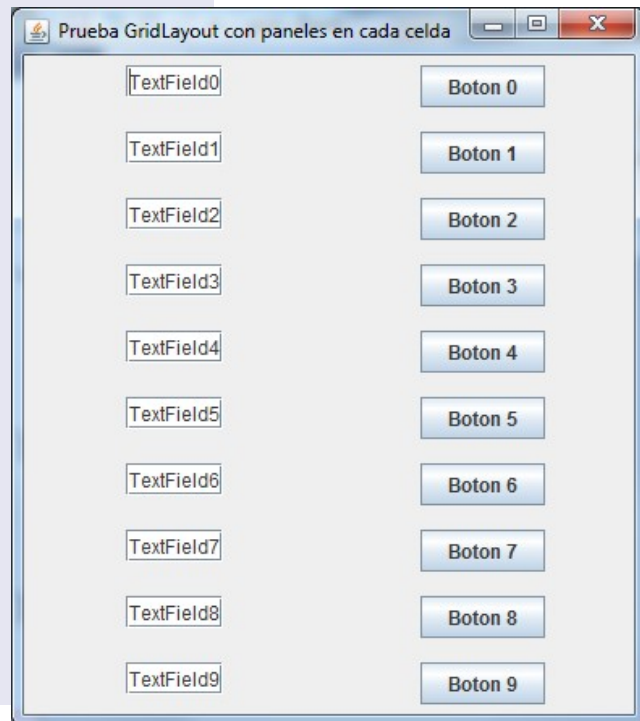 Prueba GridLayout con paneles en cada celda
TextField0 Boton 0
TextField1 Boton 1
TextField2 Boton 2
TextField3 Boton 3
TextField4 Boton 4
TextField5 Boton 5
TextField6 Boton 6
TextField7 Boton 7
TextField8 Boton 8
TextField9 Boton 9